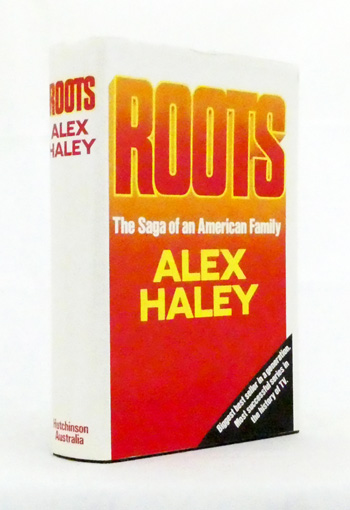 ROOTS
ALEX
HALEY
Hutchinson
Australia
ROOTS
The Saga of an American Family
ALEX
HALEY
Biggest best seller in a generation.
Most successful series in
the history of TV.